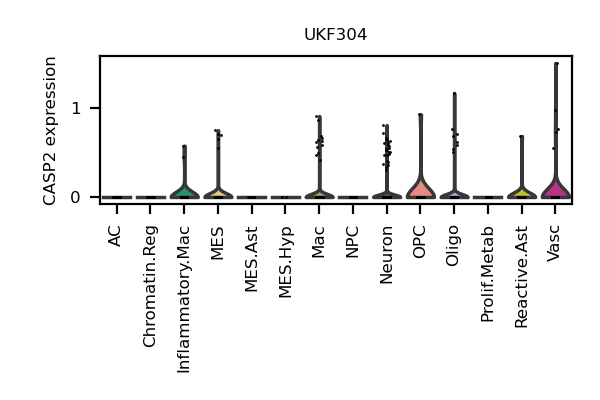 UKF304
CASP2 expression
1
0
AC
Chromatin.Reg
Inflammatory.Mac
MES
MES.Ast
MES.Hyp
Mac
NPC
Neuron
OPC
Oligo
Prolif.Metab
Reactive.Ast
Vasc